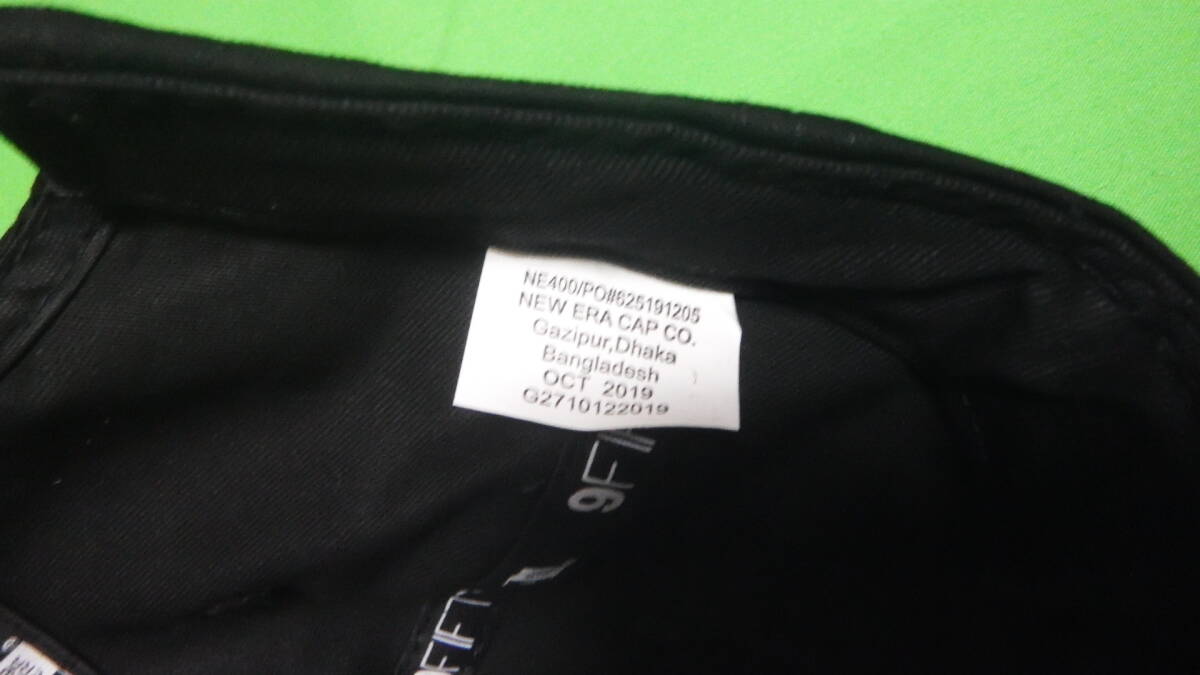 NE400/PO#625191205
NEW ERA CAP CO.
Gazipur,Dhaka
Bangladesh
OCT 2019
G2710122019